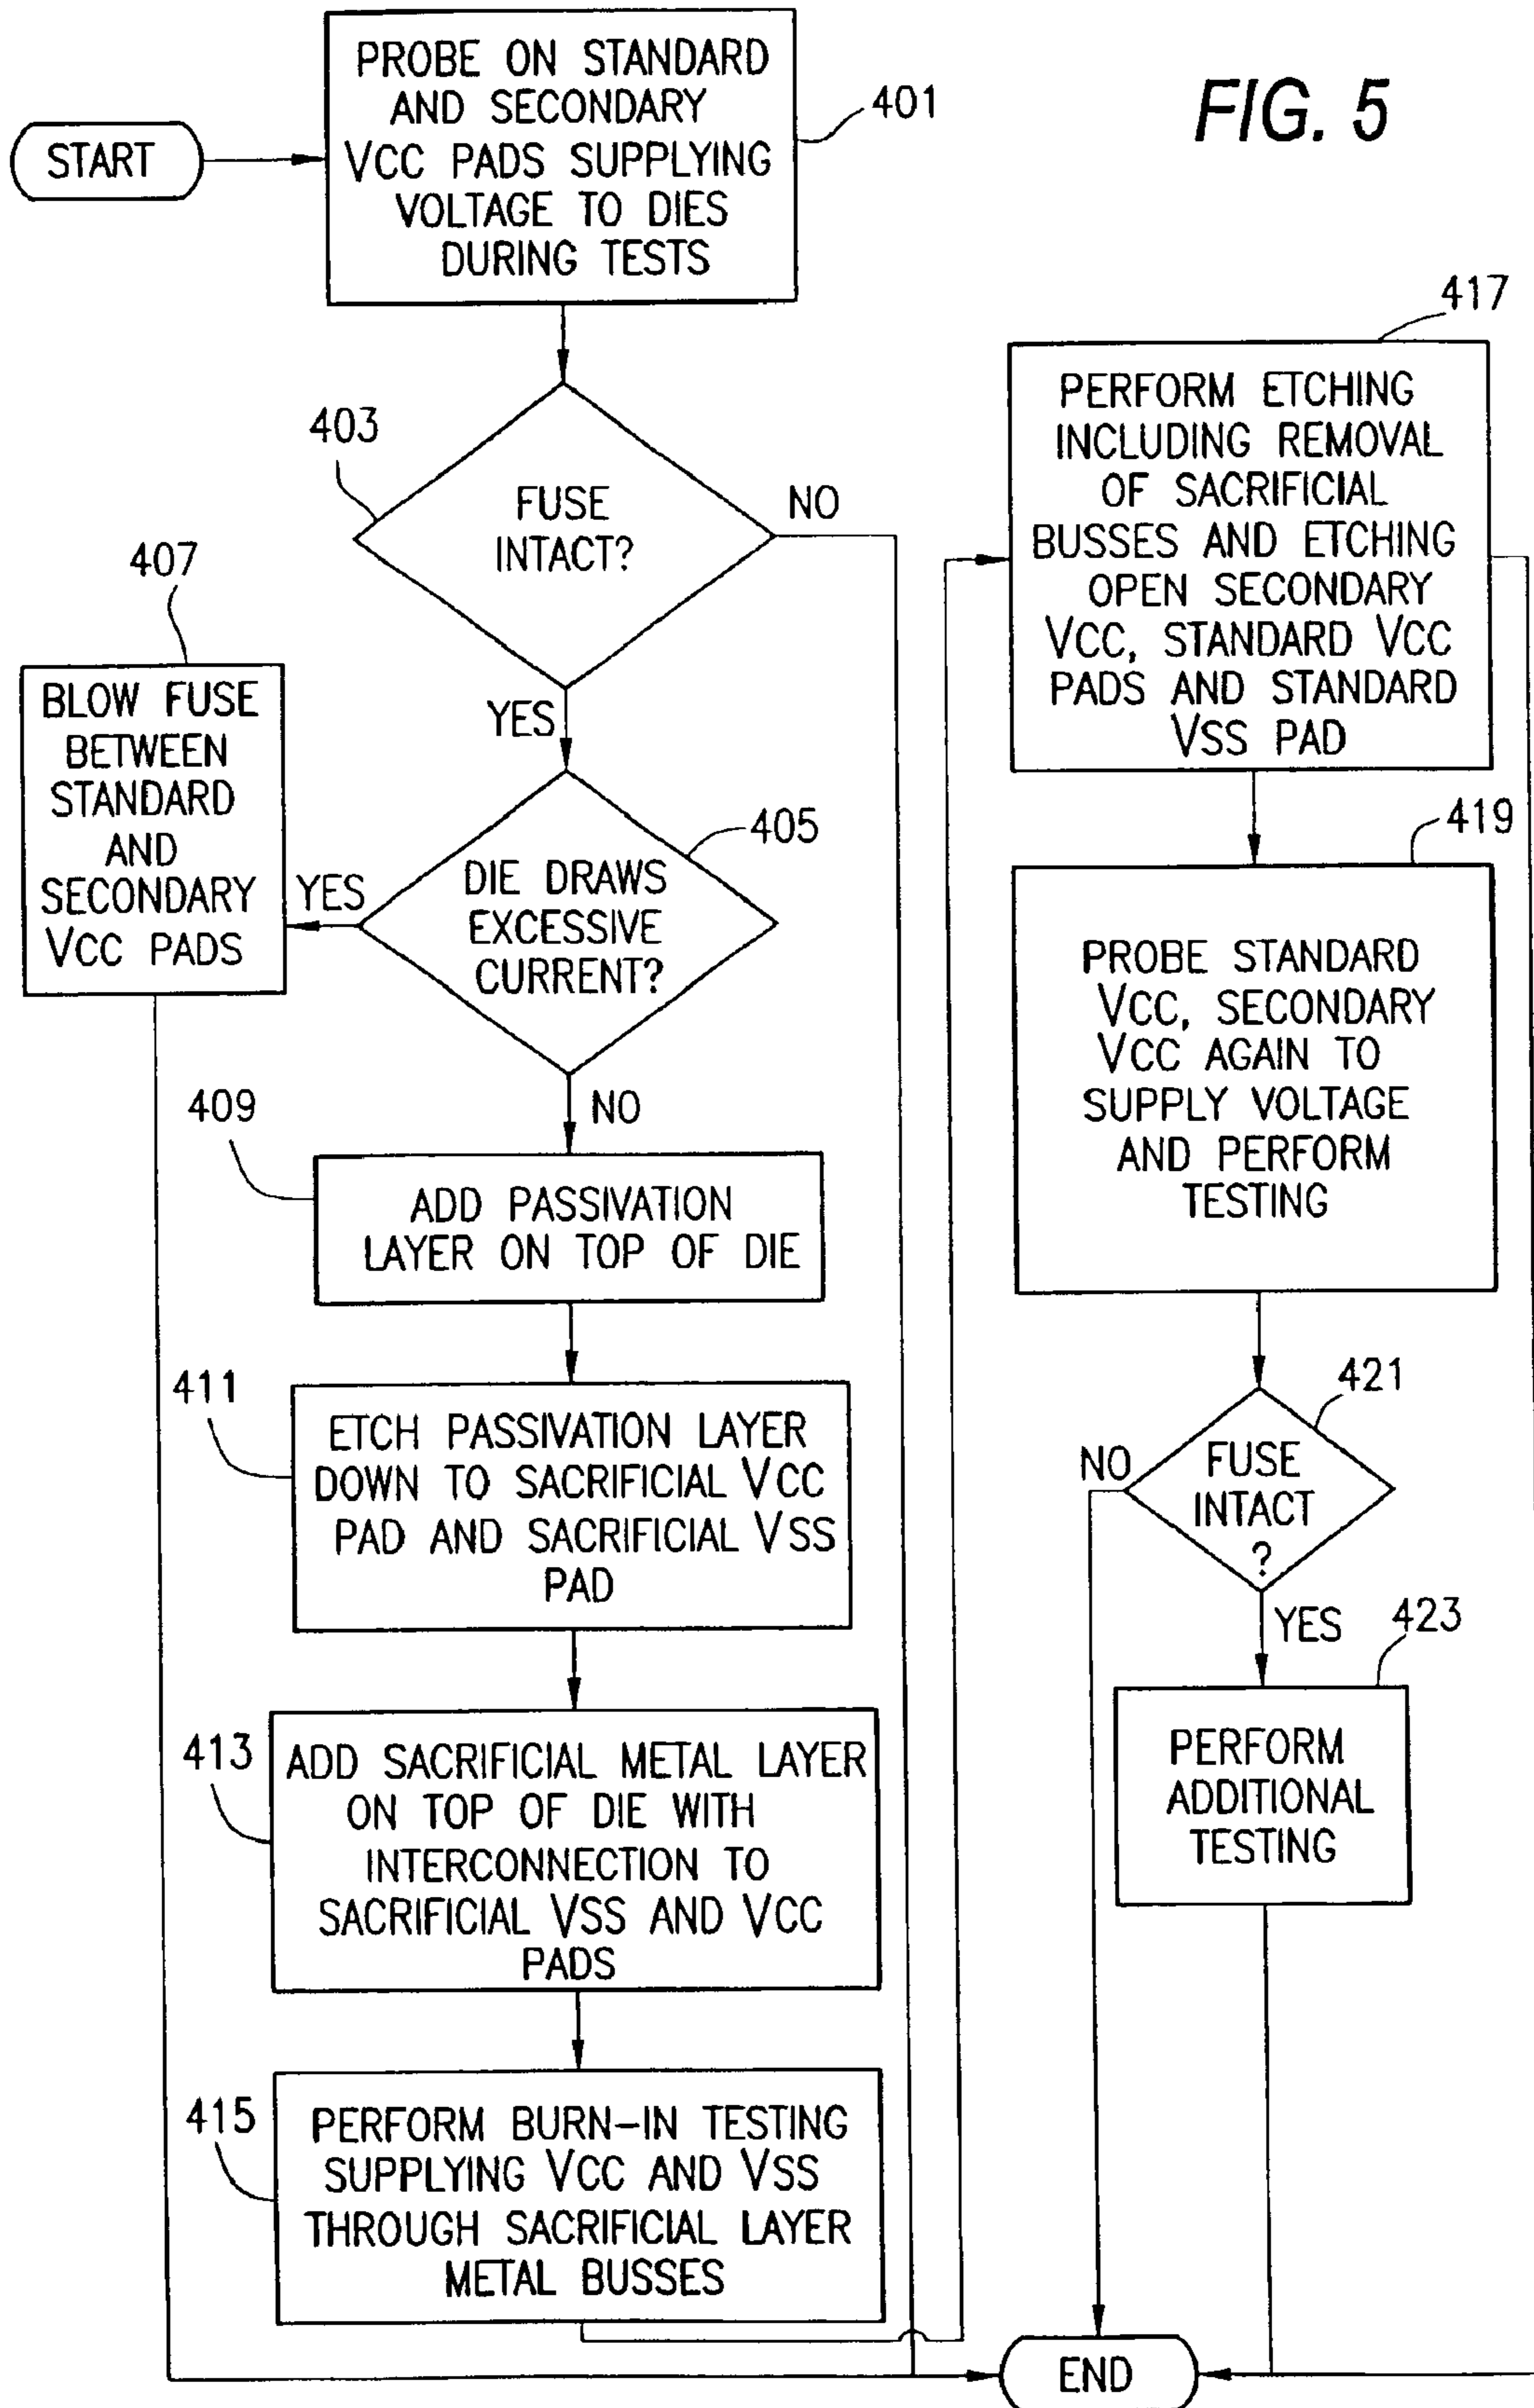 FIG. 5
START
PROBE ON STANDARD
AND SECONDARY
VCC PADS SUPPLYING
VOLTAGE TO DIES
DURING TESTS
401
403
FUSE
INTACT?
NO
YES
405
DIE DRAWS
EXCESSIVE
CURRENT?
YES
407
BLOW FUSE
BETWEEN
STANDARD
AND
SECONDARY
VCC PADS
NO
409
ADD PASSIVATION
LAYER ON TOP OF DIE
411
ETCH PASSIVATION LAYER
DOWN TO SACRIFICIAL VCC
PAD AND SACRIFICIAL VSS
PAD
413
ADD SACRIFICIAL METAL LAYER
ON TOP OF DIE WITH
INTERCONNECTION TO
SACRIFICIAL VSS AND VCC
PADS
415
PERFORM BURN-IN TESTING
SUPPLYING VCC AND VSS
THROUGH SACRIFICIAL LAYER
METAL BUSSES
417
PERFORM ETCHING
INCLUDING REMOVAL
OF SACRIFICIAL
BUSSES AND ETCHING
OPEN SECONDARY
VCC, STANDARD VCC
PADS AND STANDARD
VSS PAD
419
PROBE STANDARD
VCC, SECONDARY
VCC AGAIN TO
SUPPLY VOLTAGE
AND PERFORM
TESTING
421
FUSE
INTACT
?
NO
YES
423
PERFORM
ADDITIONAL
TESTING
END